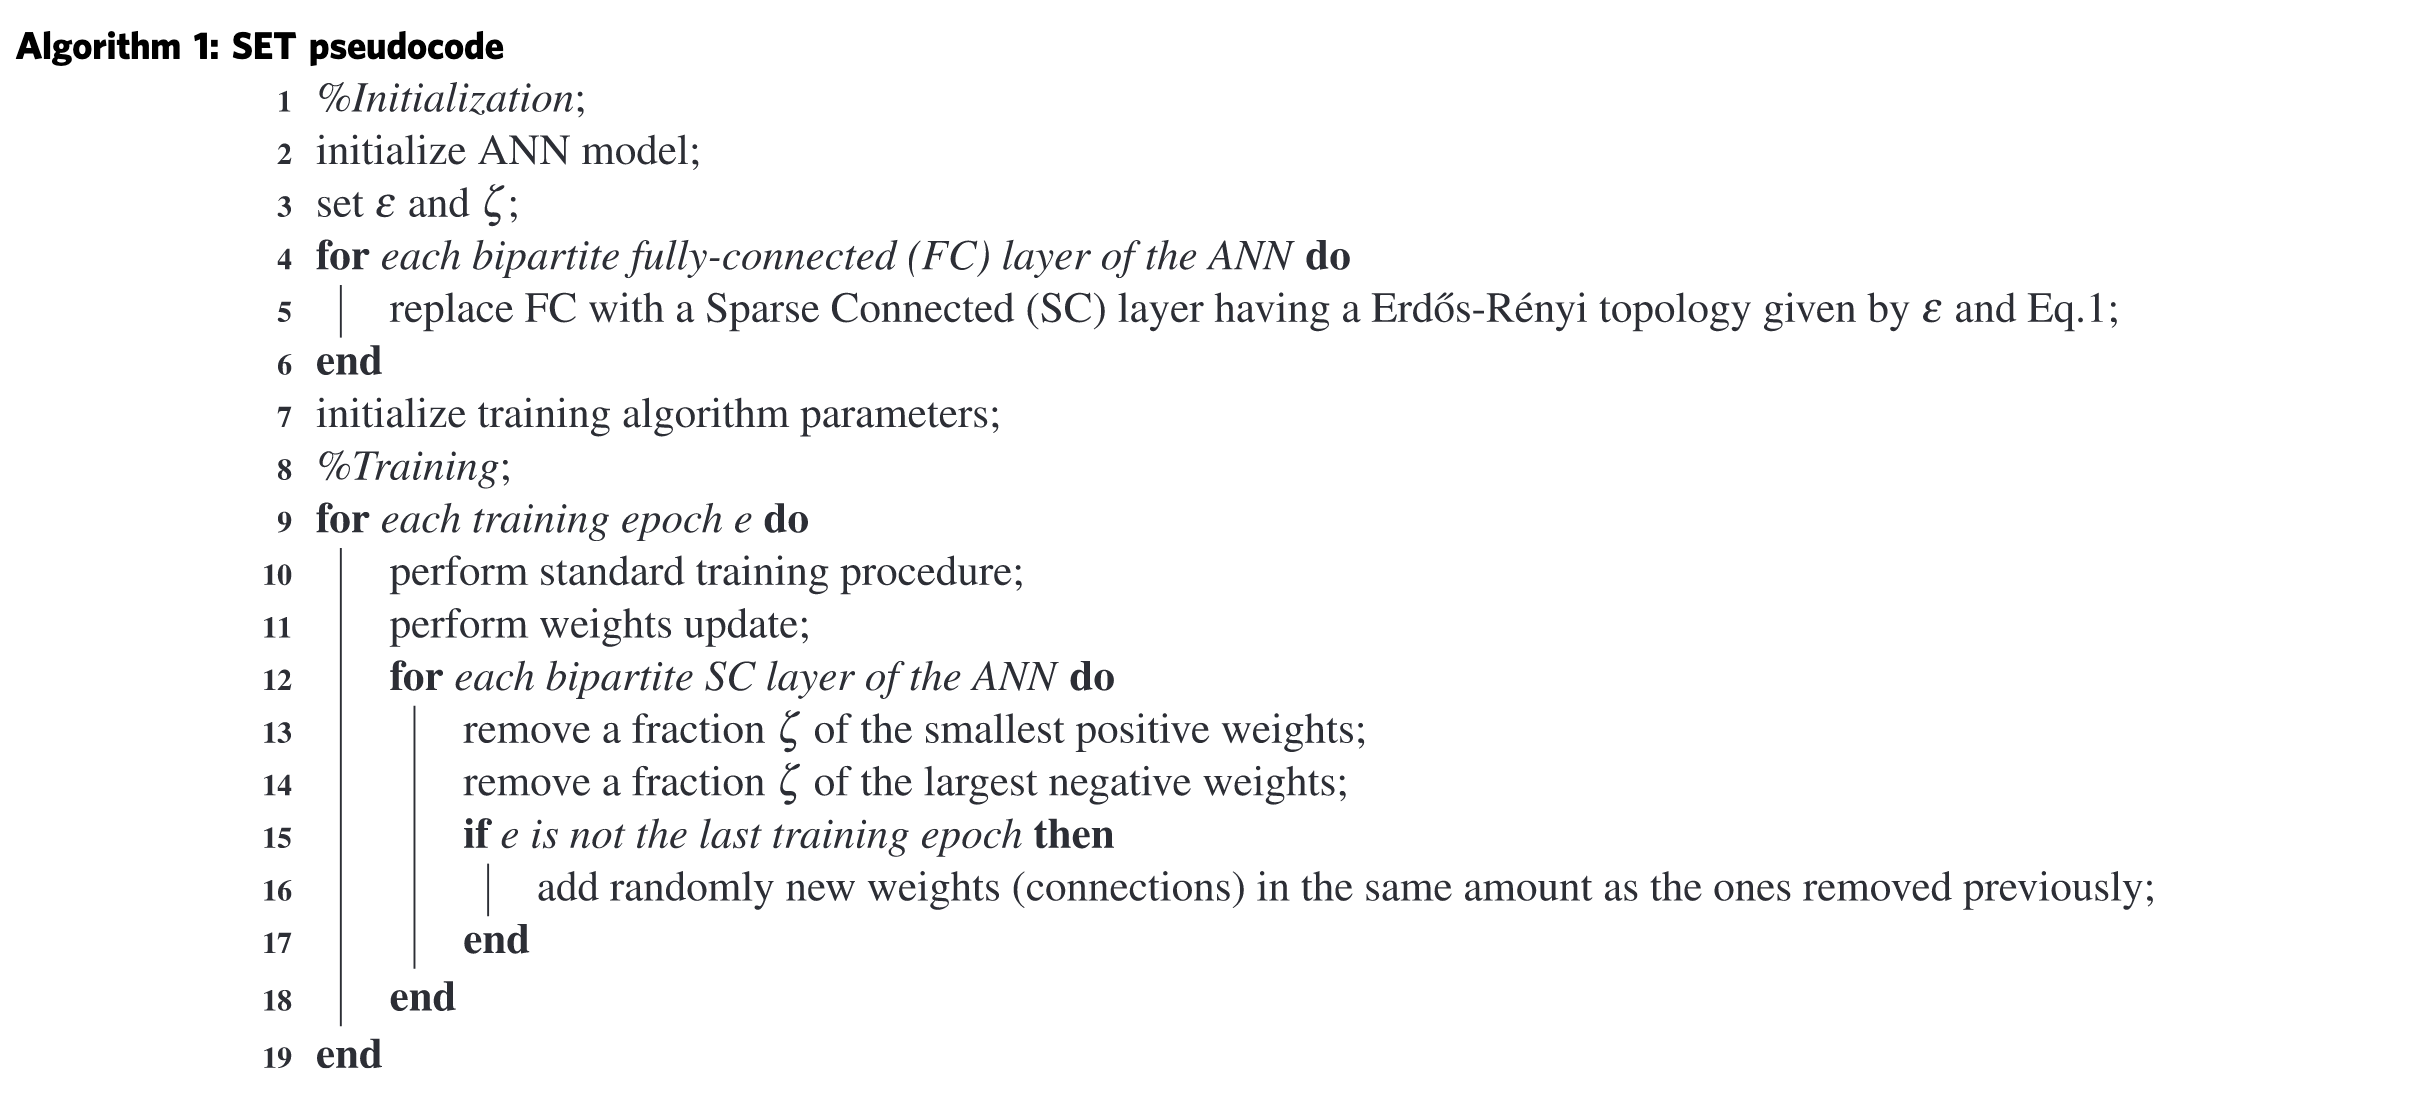 Algorithm 1: SET pseudocode
1 %Initialization;
2 initialize ANN model;
3 set ε and ζ;
4 for each bipartite fully-connected (FC) layer of the ANN do
5 replace FC with a Sparse Connected (SC) layer having a Erdős-Rényi topology given by ε and Eq.1;
6 end
7 initialize training algorithm parameters;
8 %Training;
9 for each training epoch e do
10 perform standard training procedure;
11 perform weights update;
12 for each bipartite SC layer of the ANN do
13 remove a fraction ζ of the smallest positive weights;
14 remove a fraction ζ of the largest negative weights;
15 if e is not the last training epoch then
16 add randomly new weights (connections) in the same amount as the ones removed previously;
17 end
18 end
19 end